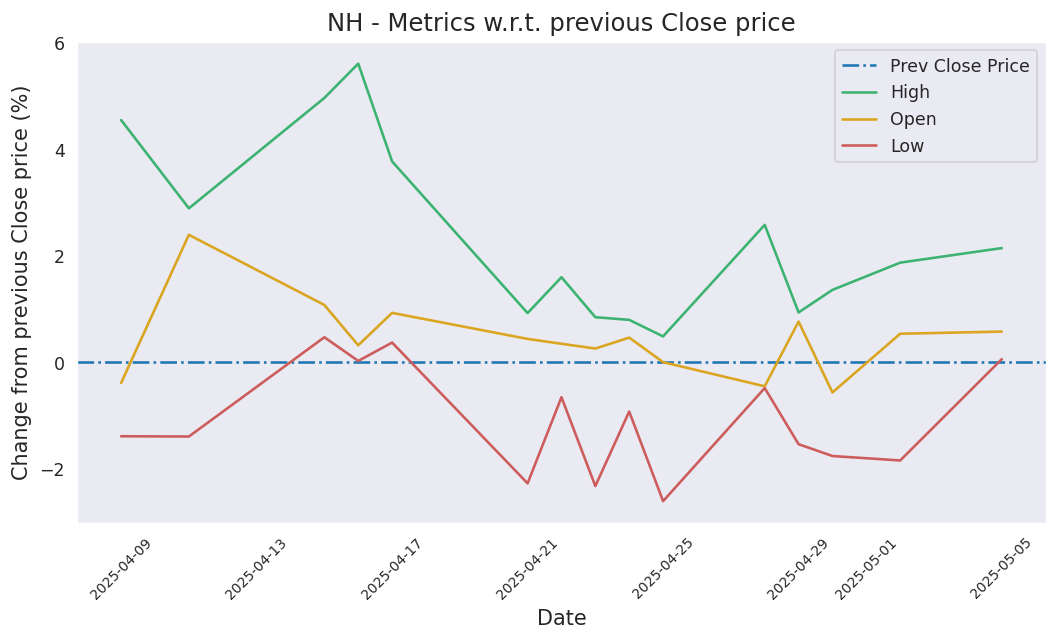 NH - Metrics w.r.t. previous Close price
Change from previous Close price (%)
6
4
2
0
−2
Prev Close Price
High
Open
Low
2025-04-09
2025-04-13
2025-04-17
2025-04-21
2025-04-25
2025-04-29
2025-05-01
2025-05-05
Date